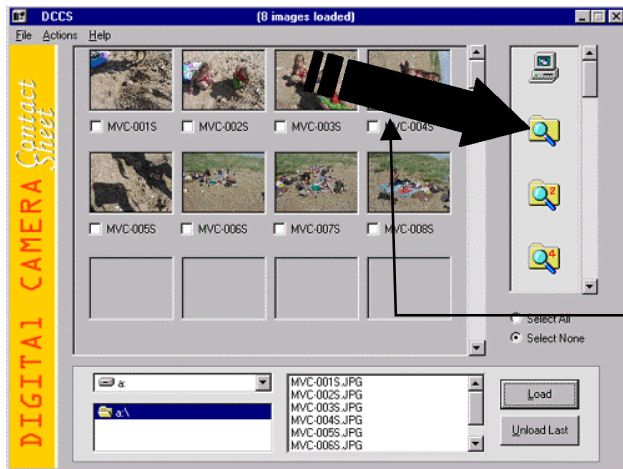 DCCS (8 images loaded)
File Actions Help
DIGITAL CAMERA Contact Sheet
MVC-001S MVC-002S MVC-003S MVC-004S
2
MVC-005S MVC-006S MVC-007S MVC-008S
4
Select All
Select None
a:
a:\
MVC-001S.JPG
MVC-002S.JPG
MVC-003S.JPG
MVC-004S.JPG
MVC-005S.JPG
MVC-006S.JPG
Load
Unload Last